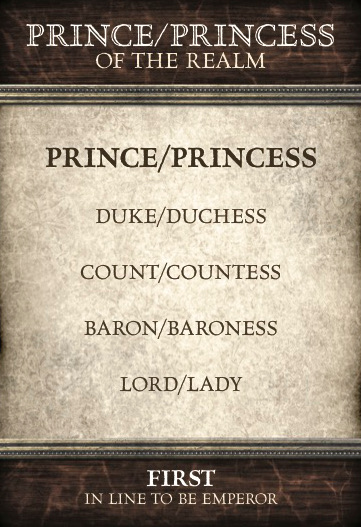 PRINCE/PRINCESS
OF THE REALM
PRINCE/PRINCESS
DUKE/DUCHESS
COUNT/COUNTESS
BARON/BARONESS
LORD/LADY
FIRST
IN LINE TO BE EMPEROR